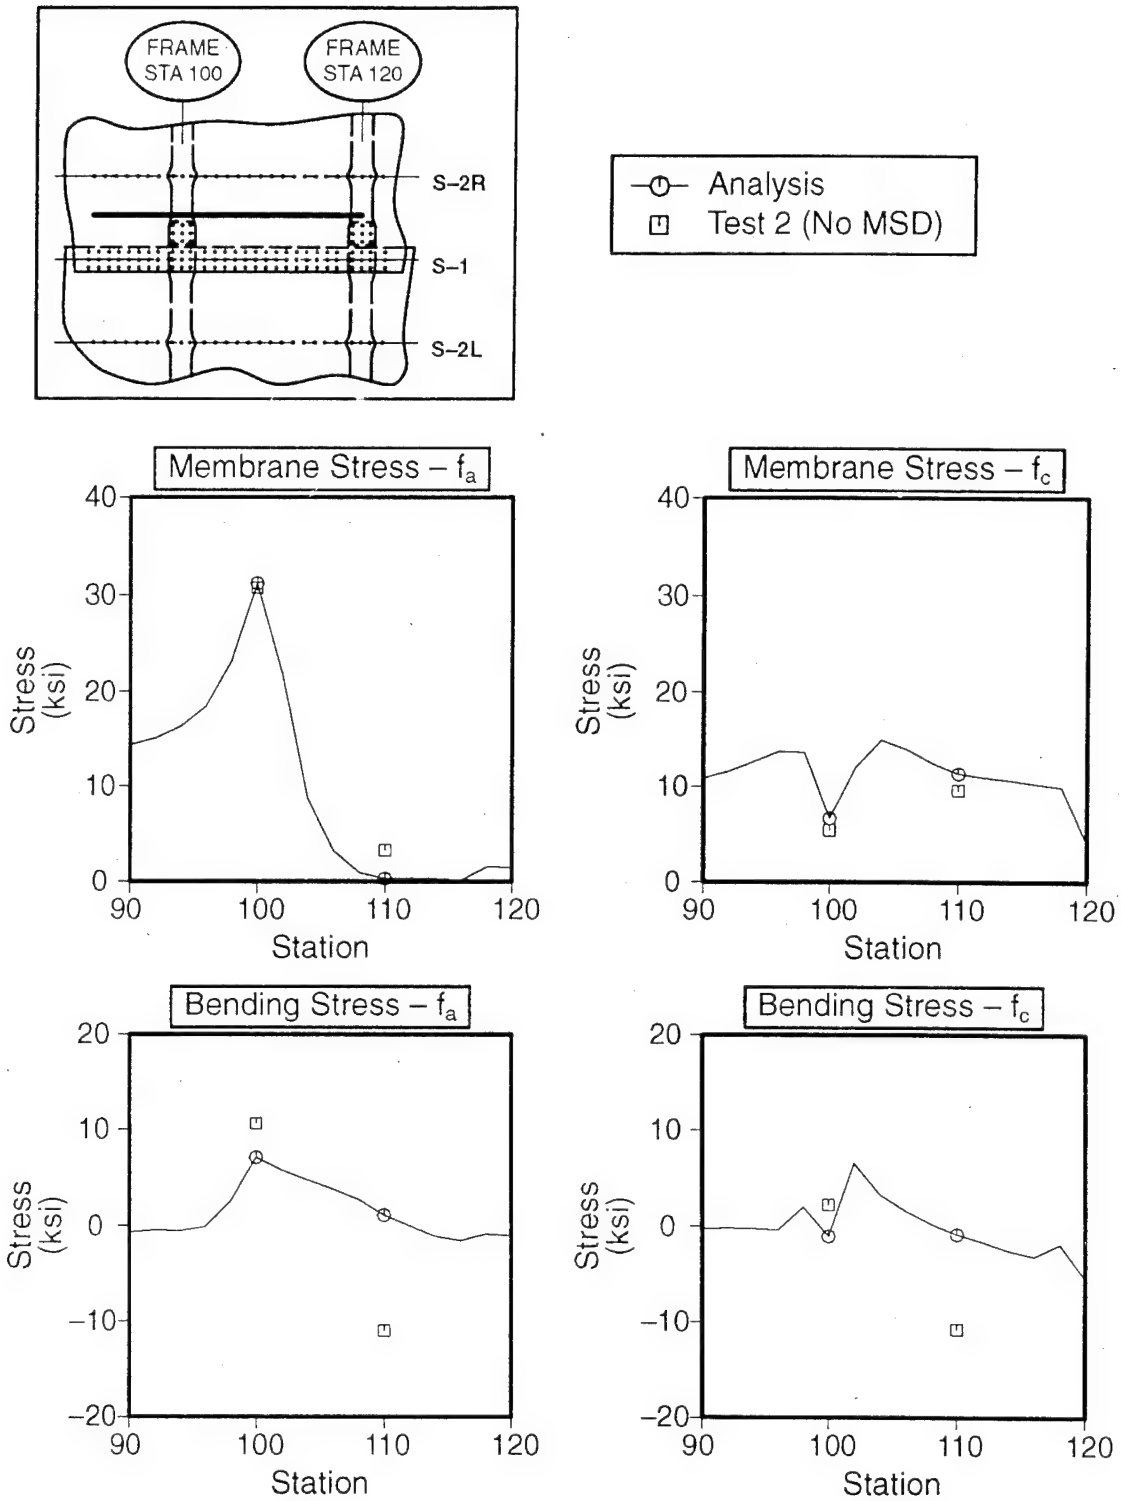 FRAME
STA 100
FRAME
STA 120
S-2R
S-1
S-2L
Analysis
Test 2 (No MSD)
Membrane Stress – fa
40
30
20
10
0
Stress
(ksi)
90
100
110
120
Station
Membrane Stress – fc
40
30
20
10
0
Stress
(ksi)
90
100
110
120
Station
Bending Stress – fa
20
10
0
–10
–20
Stress
(ksi)
90
100
110
120
Station
Bending Stress – fc
20
10
0
–10
–20
Stress
(ksi)
90
100
110
120
Station